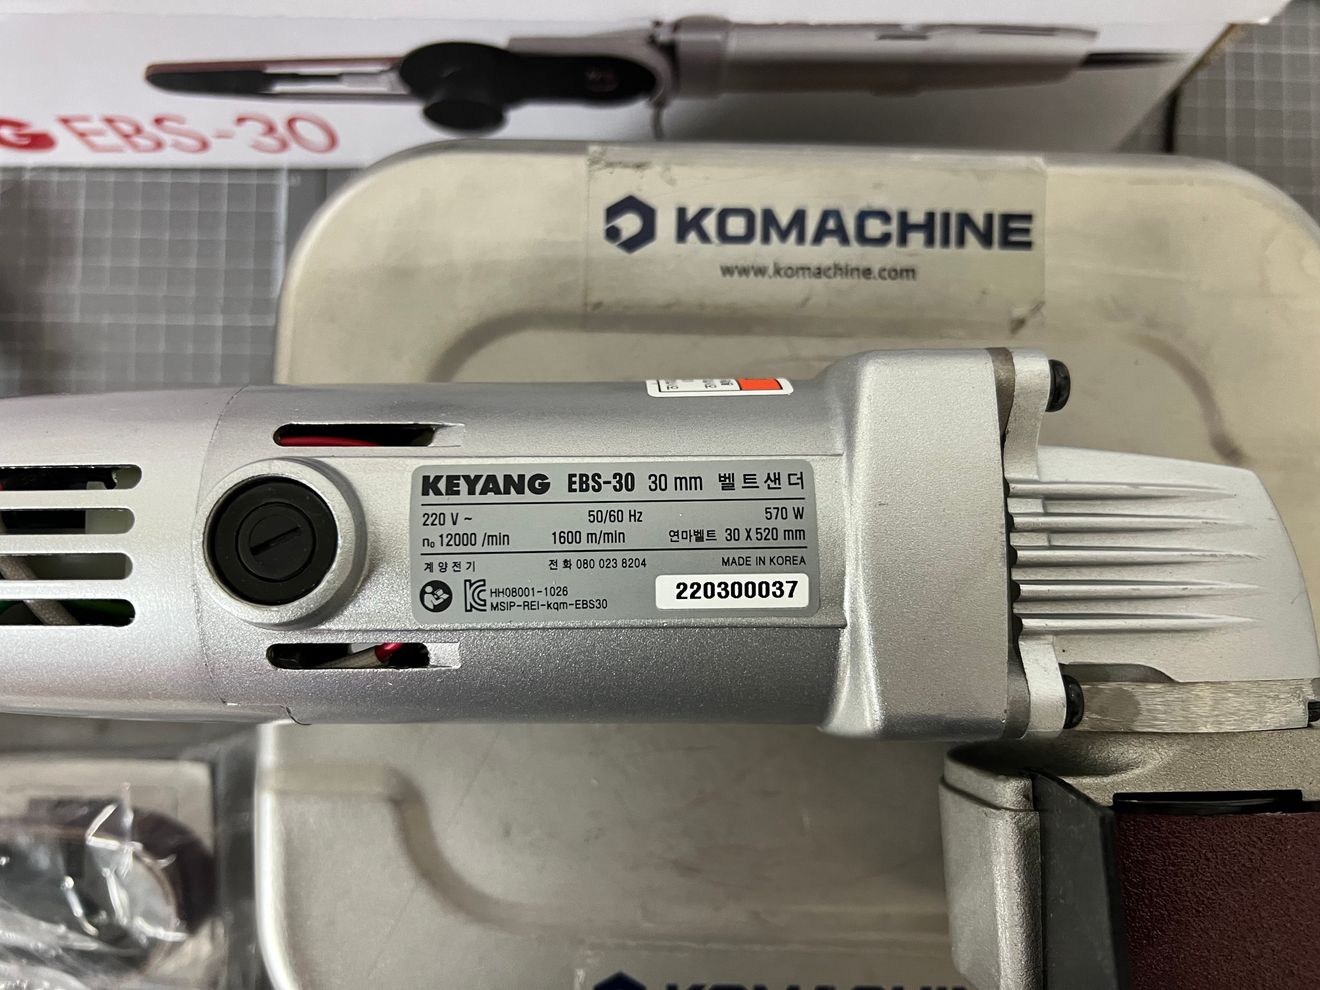 G EBS-30
KOMACHINE
www.komachine.com
KEYANG EBS-30 30 mm 벨트샌더
220 V ~ 50/60 Hz 570 W
n₀ 12000 /min 1600 m/min 연마벨트 30 X 520 mm
계양전기 전화 080 023 8204 MADE IN KOREA
HH08001-1026
MSIP-REI-kqm-EBS30
220300037
KOMACHIN